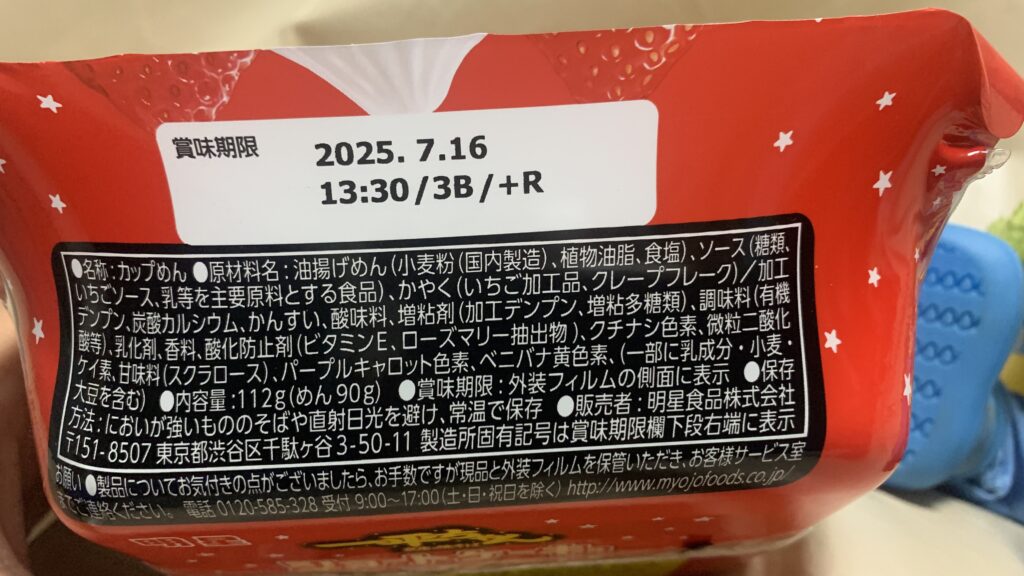 賞味期限
2025. 7.16
13:30/3B/+R
●名称：カップめん ●原材料名：油揚げめん（小麦粉（国内製造）、植物油脂、食塩）、ソース（糖類、
いちごソース、乳等を主要原料とする食品）、かやく（いちご加工品、クレープフレーク）／加工
デンプン、炭酸カルシウム、かんすい、酸味料、増粘剤（加工デンプン、増粘多糖類）、調味料（有機
酸等）、乳化剤、香料、酸化防止剤（ビタミンE、ローズマリー抽出物）、クチナシ色素、微粒二酸化
ケイ素、甘味料（スクラロース）、パープルキャロット色素、ベニバナ黄色素、（一部に乳成分・小麦・
大豆を含む） ●内容量：112g（めん90g） ●賞味期限：外装フィルムの側面に表示 ●保存
方法：においが強いもののそばや直射日光を避け、常温で保存 ●販売者：明星食品株式会社
〒151-8507 東京都渋谷区千駄ヶ谷3-50-11 製造所固有記号は賞味期限欄下段右端に表示
お願い ●製品についてお気付きの点がございましたら、お手数ですが現品と外装フィルムを保管いただき、お客様サービス室
までご連絡ください。 電話 0120-585-328 受付 9:00～17:00（土・日・祝日を除く） http://www.myojofoods.co.jp/